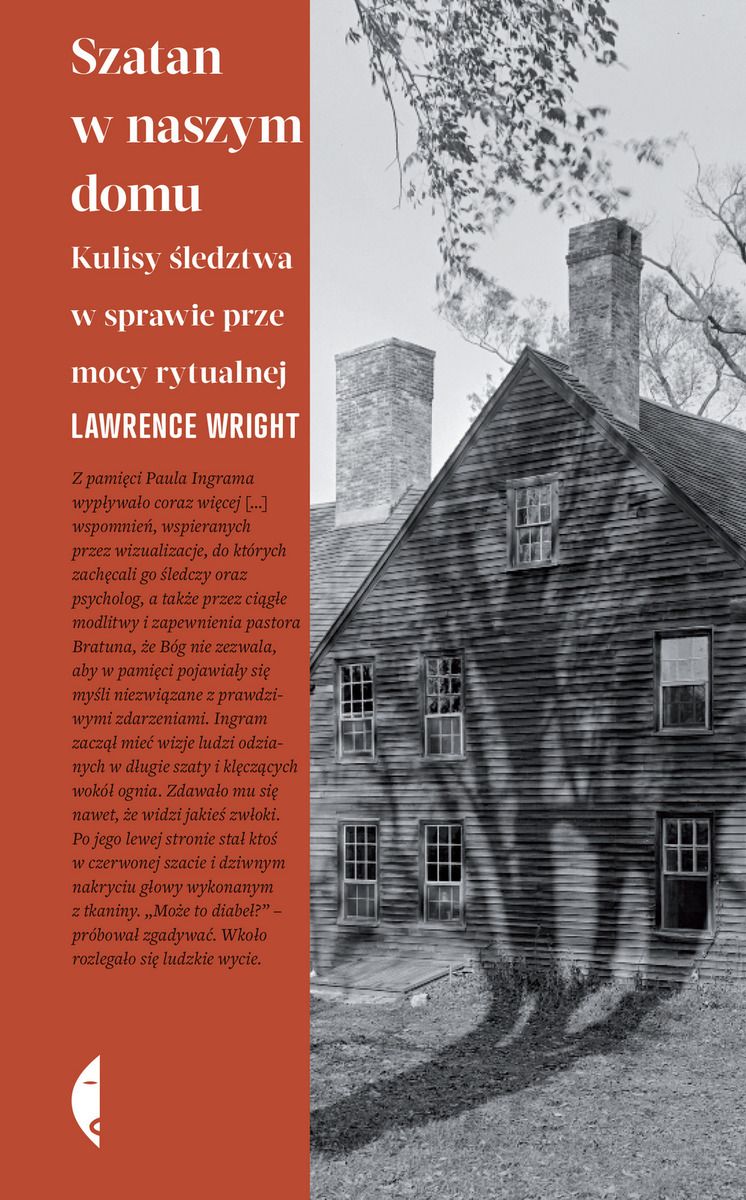 Szatan
w naszym
domu
Kulisy śledztwa
w sprawie prze
mocy rytualnej
LAWRENCE WRIGHT
Z pamięci Paula Ingrama
wypływało coraz więcej [...]
wspomnień, wspieranych
przez wizualizacje, do których
zachęcali go śledczy oraz
psycholog, a także przez ciągłe
modlitwy i zapewnienia pastora
Bratuna, że Bóg nie zezwala,
aby w pamięci pojawiały się
myśli niezwiązane z prawdzi-
wymi zdarzeniami. Ingram
zaczął mieć wizje ludzi odzia-
nych w długie szaty i klęczących
wokół ognia. Zdawało mu się
nawet, że widzi jakieś zwłoki.
Po jego lewej stronie stał ktoś
w czerwonej szacie i dziwnym
nakryciu głowy wykonanym
z tkaniny. „Może to diabeł?” –
próbował zgadywać. Wkoło
rozlegało się ludzkie wycie.